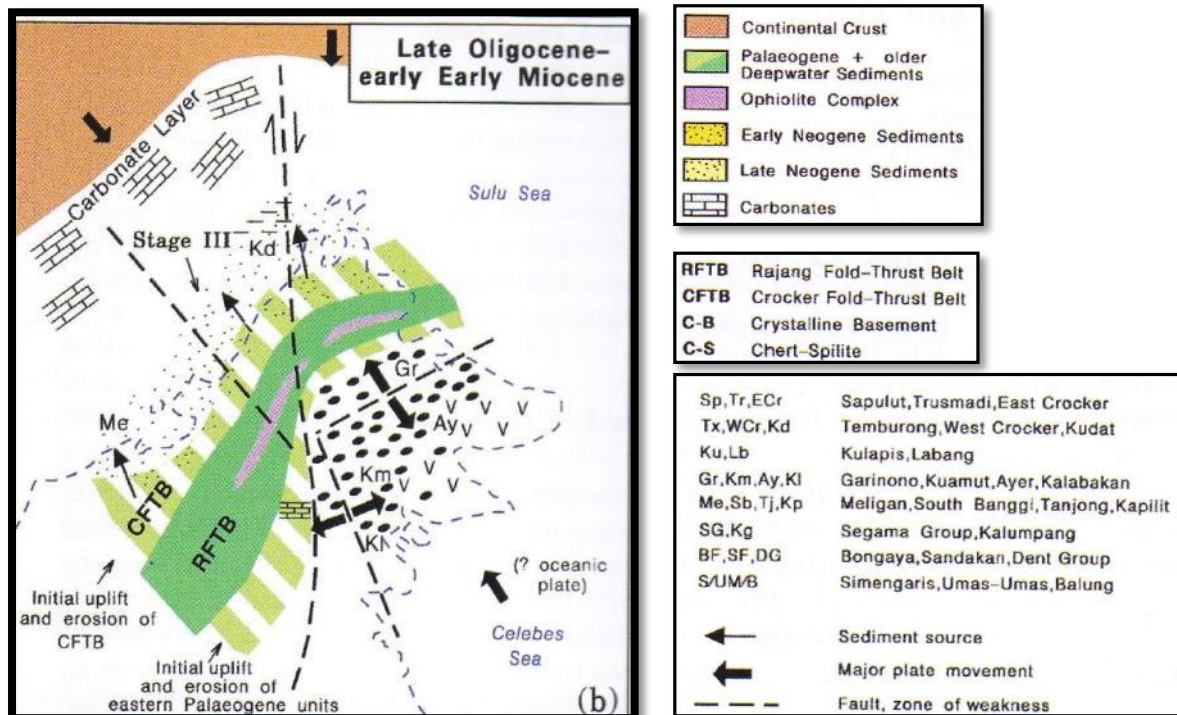 Late Oligocene–
early Early Miocene
Carbonate Layer
Sulu Sea
Stage III
Kd
Me
Gr
Ay
v v
v v v
v
v
v
Km
CFTB
RFTB
Kl
(? oceanic
plate)
Initial uplift
and erosion of
CFTB
Celebes
Sea
Initial uplift
and erosion of
eastern Palaeogene units
(b)
Continental Crust
Palaeogene + older
Deepwater Sediments
Ophiolite Complex
Early Neogene Sediments
Late Neogene Sediments
Carbonates
RFTB Rajang Fold–Thrust Belt
CFTB Crocker Fold–Thrust Belt
C-B Crystalline Basement
C-S Chert–Spilite
Sp,Tr,ECr Sapulut,Trusmadi,East Crocker
Tx,WCr,Kd Temburong,West Crocker,Kudat
Ku,Lb Kulapis,Labang
Gr,Km,Ay,Kl Garinono,Kuamut,Ayer,Kalabakan
Me,Sb,Tj,Kp Meligan,South Banggi,Tanjong,Kapilit
SG,Kg Segama Group,Kalumpang
BF,SF,DG Bongaya,Sandakan,Dent Group
S/UM/B Simengaris,Umas–Umas,Balung
Sediment source
Major plate movement
Fault, zone of weakness